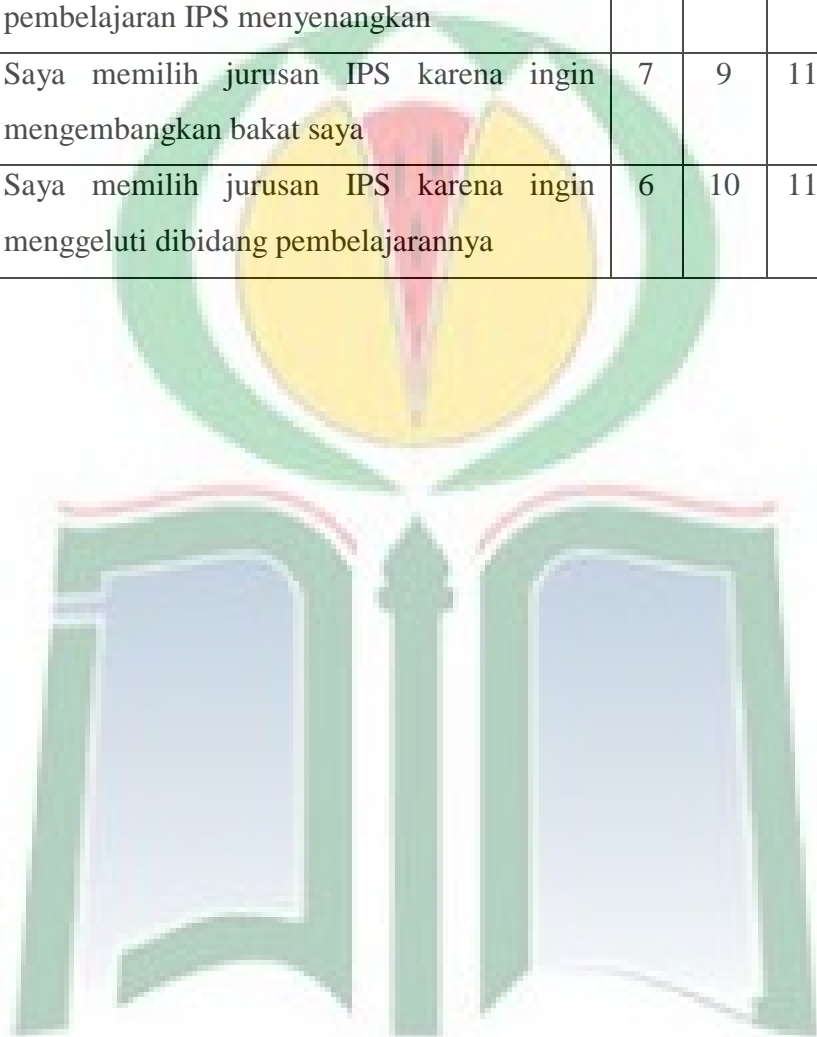 pembelajaran IPS menyenangkan
Saya memilih jurusan IPS karena ingin 7 9 11
mengembangkan bakat saya
Saya memilih jurusan IPS karena ingin 6 10 11
menggeluti dibidang pembelajarannya